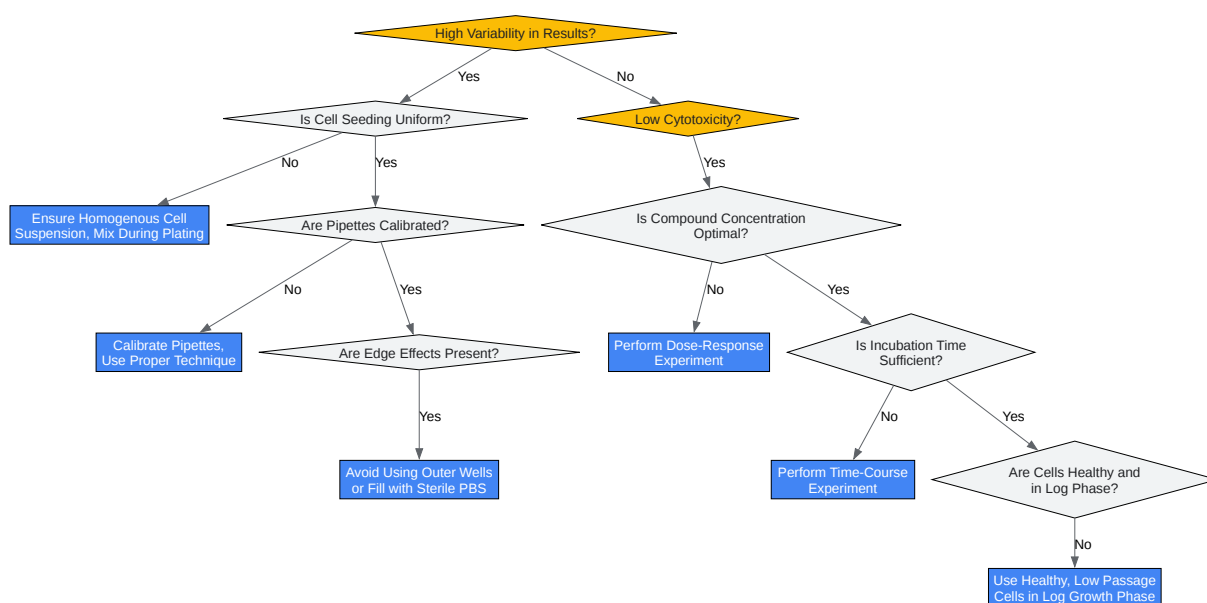 High Variability in Results?
Yes
No
Is Cell Seeding Uniform?
Low Cytotoxicity?
No
Yes
Yes
Ensure Homogenous Cell
Suspension, Mix During Plating
Are Pipettes Calibrated?
Is Compound Concentration
Optimal?
No
Yes
No
Yes
Calibrate Pipettes,
Use Proper Technique
Are Edge Effects Present?
Perform Dose-Response
Experiment
Is Incubation Time
Sufficient?
Yes
No
Yes
Avoid Using Outer Wells
or Fill with Sterile PBS
Perform Time-Course
Experiment
Are Cells Healthy and
in Log Phase?
No
Use Healthy, Low Passage
Cells in Log Growth Phase